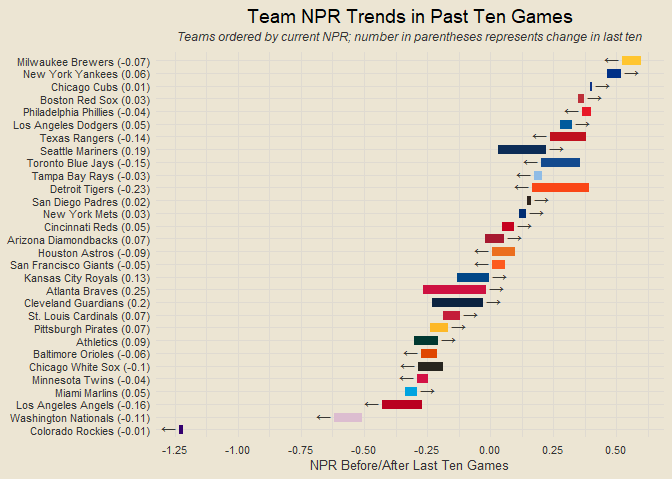 Team NPR Trends in Past Ten Games
Teams ordered by current NPR; number in parentheses represents change in last ten
Milwaukee Brewers (-0.07)
New York Yankees (0.06)
Chicago Cubs (0.01)
Boston Red Sox (0.03)
Philadelphia Phillies (-0.04)
Los Angeles Dodgers (0.05)
Texas Rangers (-0.14)
Seattle Mariners (0.19)
Toronto Blue Jays (-0.15)
Tampa Bay Rays (-0.03)
Detroit Tigers (-0.23)
San Diego Padres (0.02)
New York Mets (0.03)
Cincinnati Reds (0.05)
Arizona Diamondbacks (0.07)
Houston Astros (-0.09)
San Francisco Giants (-0.05)
Kansas City Royals (0.13)
Atlanta Braves (0.25)
Cleveland Guardians (0.2)
St. Louis Cardinals (0.07)
Pittsburgh Pirates (0.07)
Athletics (0.09)
Baltimore Orioles (-0.06)
Chicago White Sox (-0.1)
Minnesota Twins (-0.04)
Miami Marlins (0.05)
Los Angeles Angels (-0.16)
Washington Nationals (-0.11)
Colorado Rockies (-0.01)
-1.25 -1.00 -0.75 -0.50 -0.25 0.00 0.25 0.50
NPR Before/After Last Ten Games